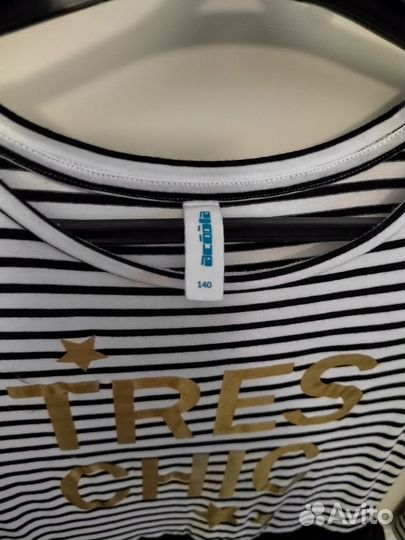 acoola
140
TRES
CHIC
Avito